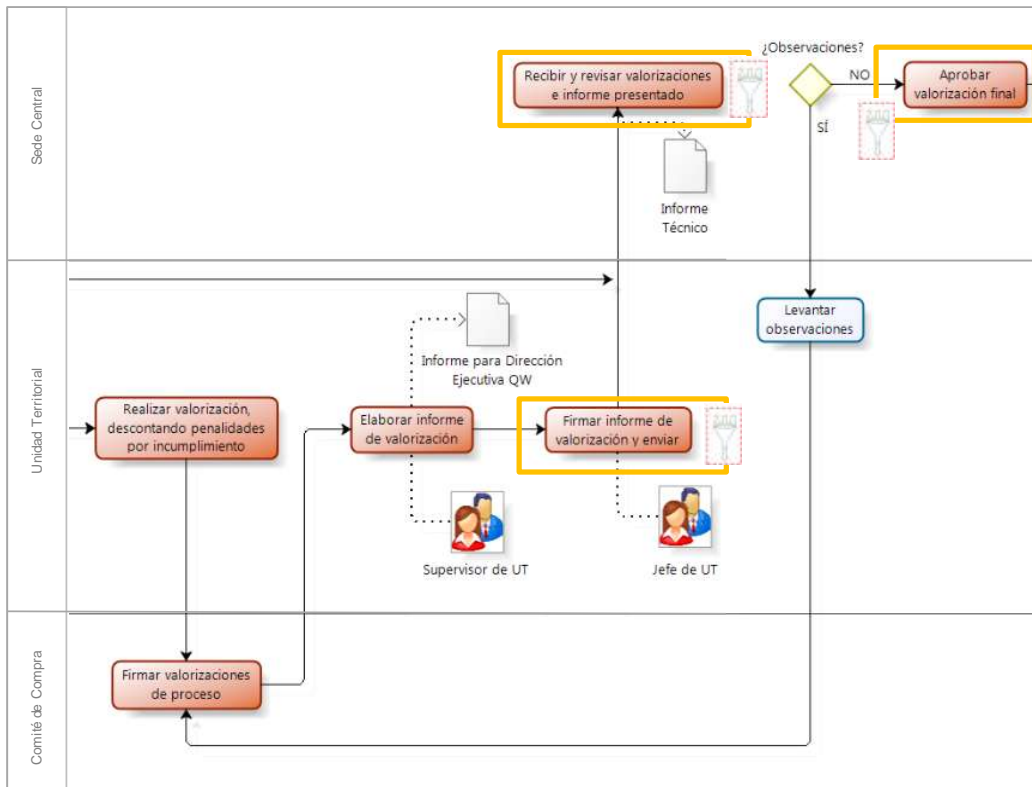 Sede Central
¿Observaciones?
Recibir y revisar valorizaciones
e informe presentado
NO
Aprobar
valorización final
SÍ
Informe
Técnico
Unidad Territorial
Levantar
observaciones
Informe para Dirección
Ejecutiva QW
Realizar valorización,
descontando penalidades
por incumplimiento
Elaborar informe
de valorización
Firmar informe de
valorización y enviar
Supervisor de UT
Jefe de UT
Comité de Compra
Firmar valorizaciones
de proceso